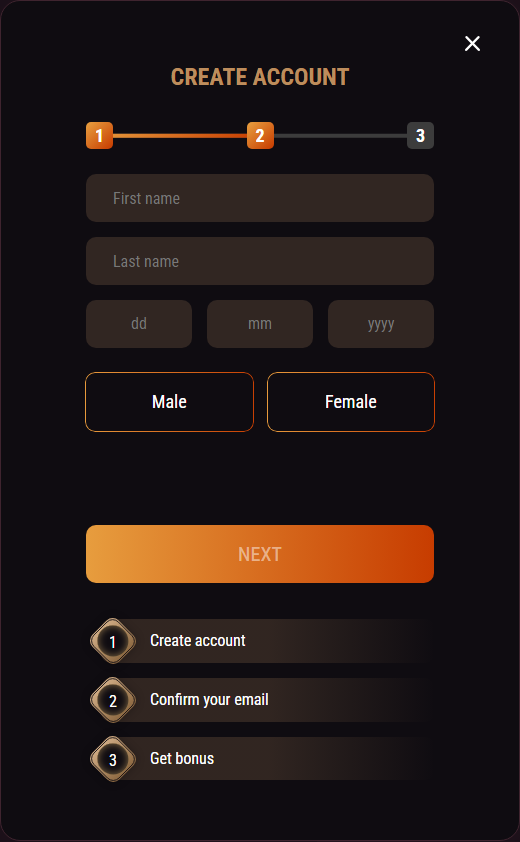 CREATE ACCOUNT
1 2 3
First name
Last name
dd mm yyyy
Male Female
NEXT
1 Create account
2 Confirm your email
3 Get bonus